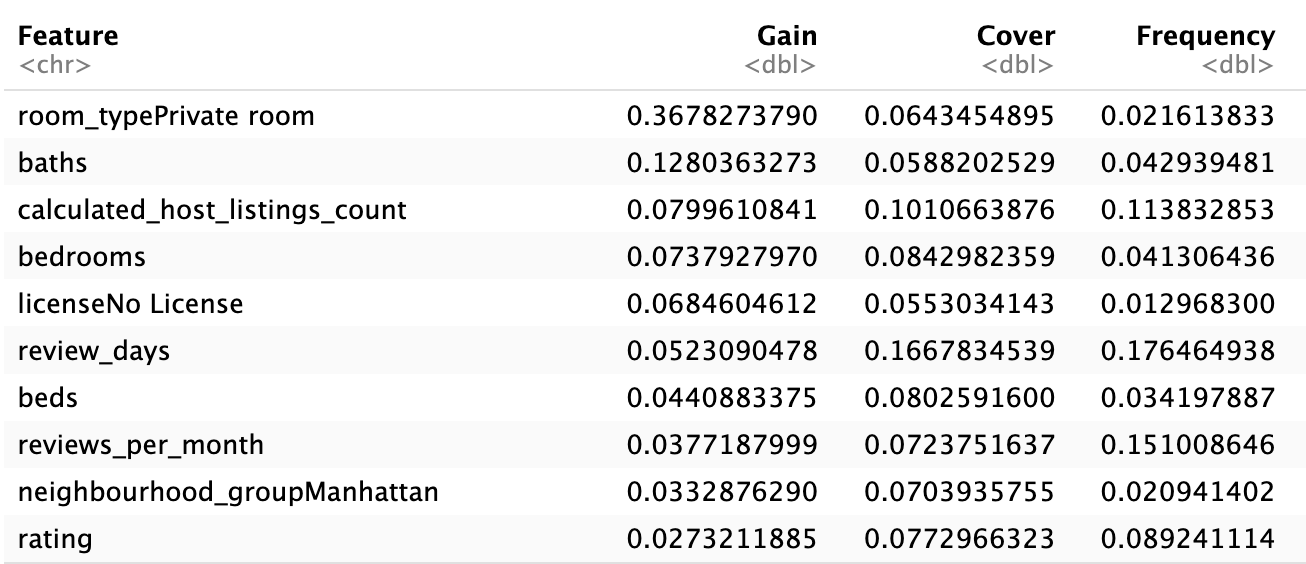 Feature Gain Cover Frequency
<chr> <dbl> <dbl> <dbl>
room_typePrivate room 0.3678273790 0.0643454895 0.021613833
baths 0.1280363273 0.0588202529 0.042939481
calculated_host_listings_count 0.0799610841 0.1010663876 0.113832853
bedrooms 0.0737927970 0.0842982359 0.041306436
licenseNo License 0.0684604612 0.0553034143 0.012968300
review_days 0.0523090478 0.1667834539 0.176464938
beds 0.0440883375 0.0802591600 0.034197887
reviews_per_month 0.0377187999 0.0723751637 0.151008646
neighbourhood_groupManhattan 0.0332876290 0.0703935755 0.020941402
rating 0.0273211885 0.0772966323 0.089241114